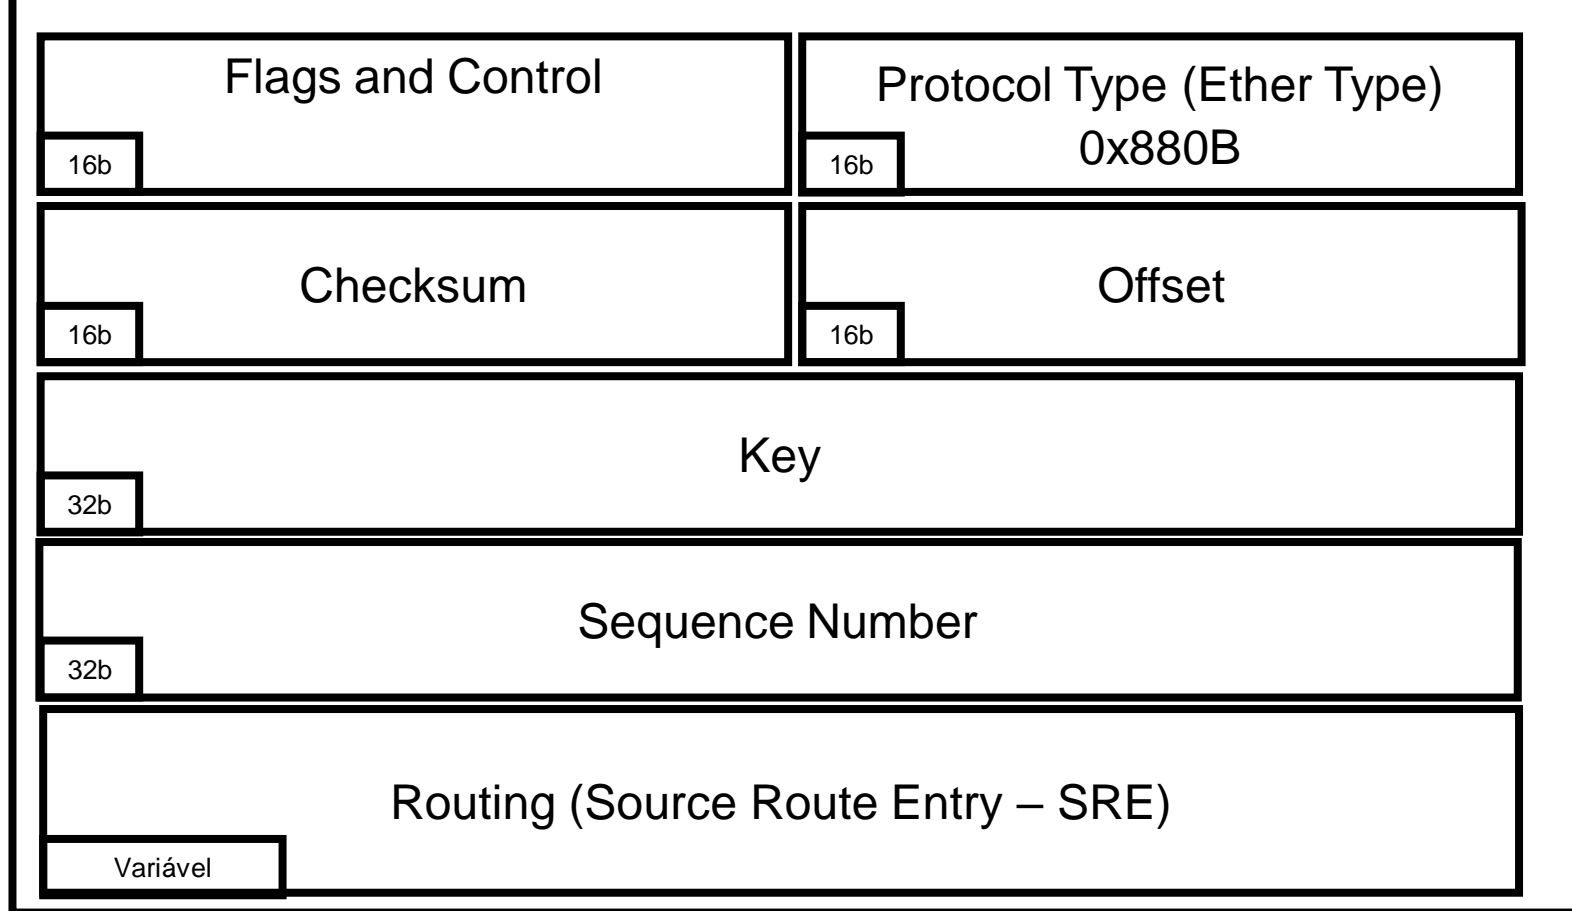 Flags and Control
16b
Protocol Type (Ether Type)
0x880B
16b
Checksum
16b
Offset
16b
Key
32b
Sequence Number
32b
Routing (Source Route Entry – SRE)
Variável